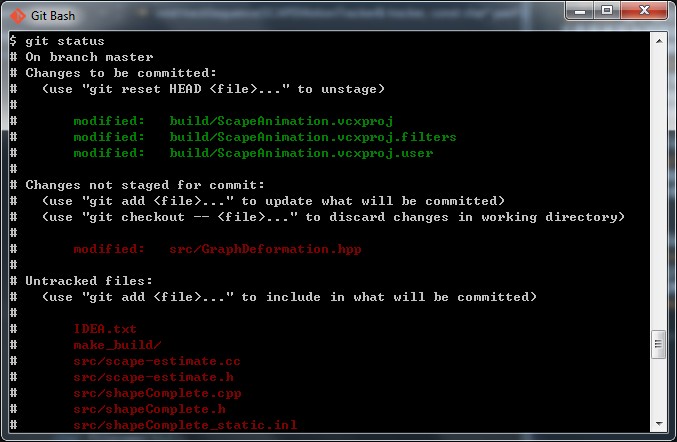 Git Bash
$ git status
# On branch master
# Changes to be committed:
#   (use "git reset HEAD <file>..." to unstage)
#
#       modified:   build/ScapeAnimation.vcxproj
#       modified:   build/ScapeAnimation.vcxproj.filters
#       modified:   build/ScapeAnimation.vcxproj.user
#
# Changes not staged for commit:
#   (use "git add <file>..." to update what will be committed)
#   (use "git checkout -- <file>..." to discard changes in working directory)
#
#       modified:   src/GraphDeformation.hpp
#
# Untracked files:
#   (use "git add <file>..." to include in what will be committed)
#
#       IDEA.txt
#       make_build/
#       src/scape-estimate.cc
#       src/scape-estimate.h
#       src/shapeComplete.cpp
#       src/shapeComplete.h
#       src/shapeComplete_static.inl